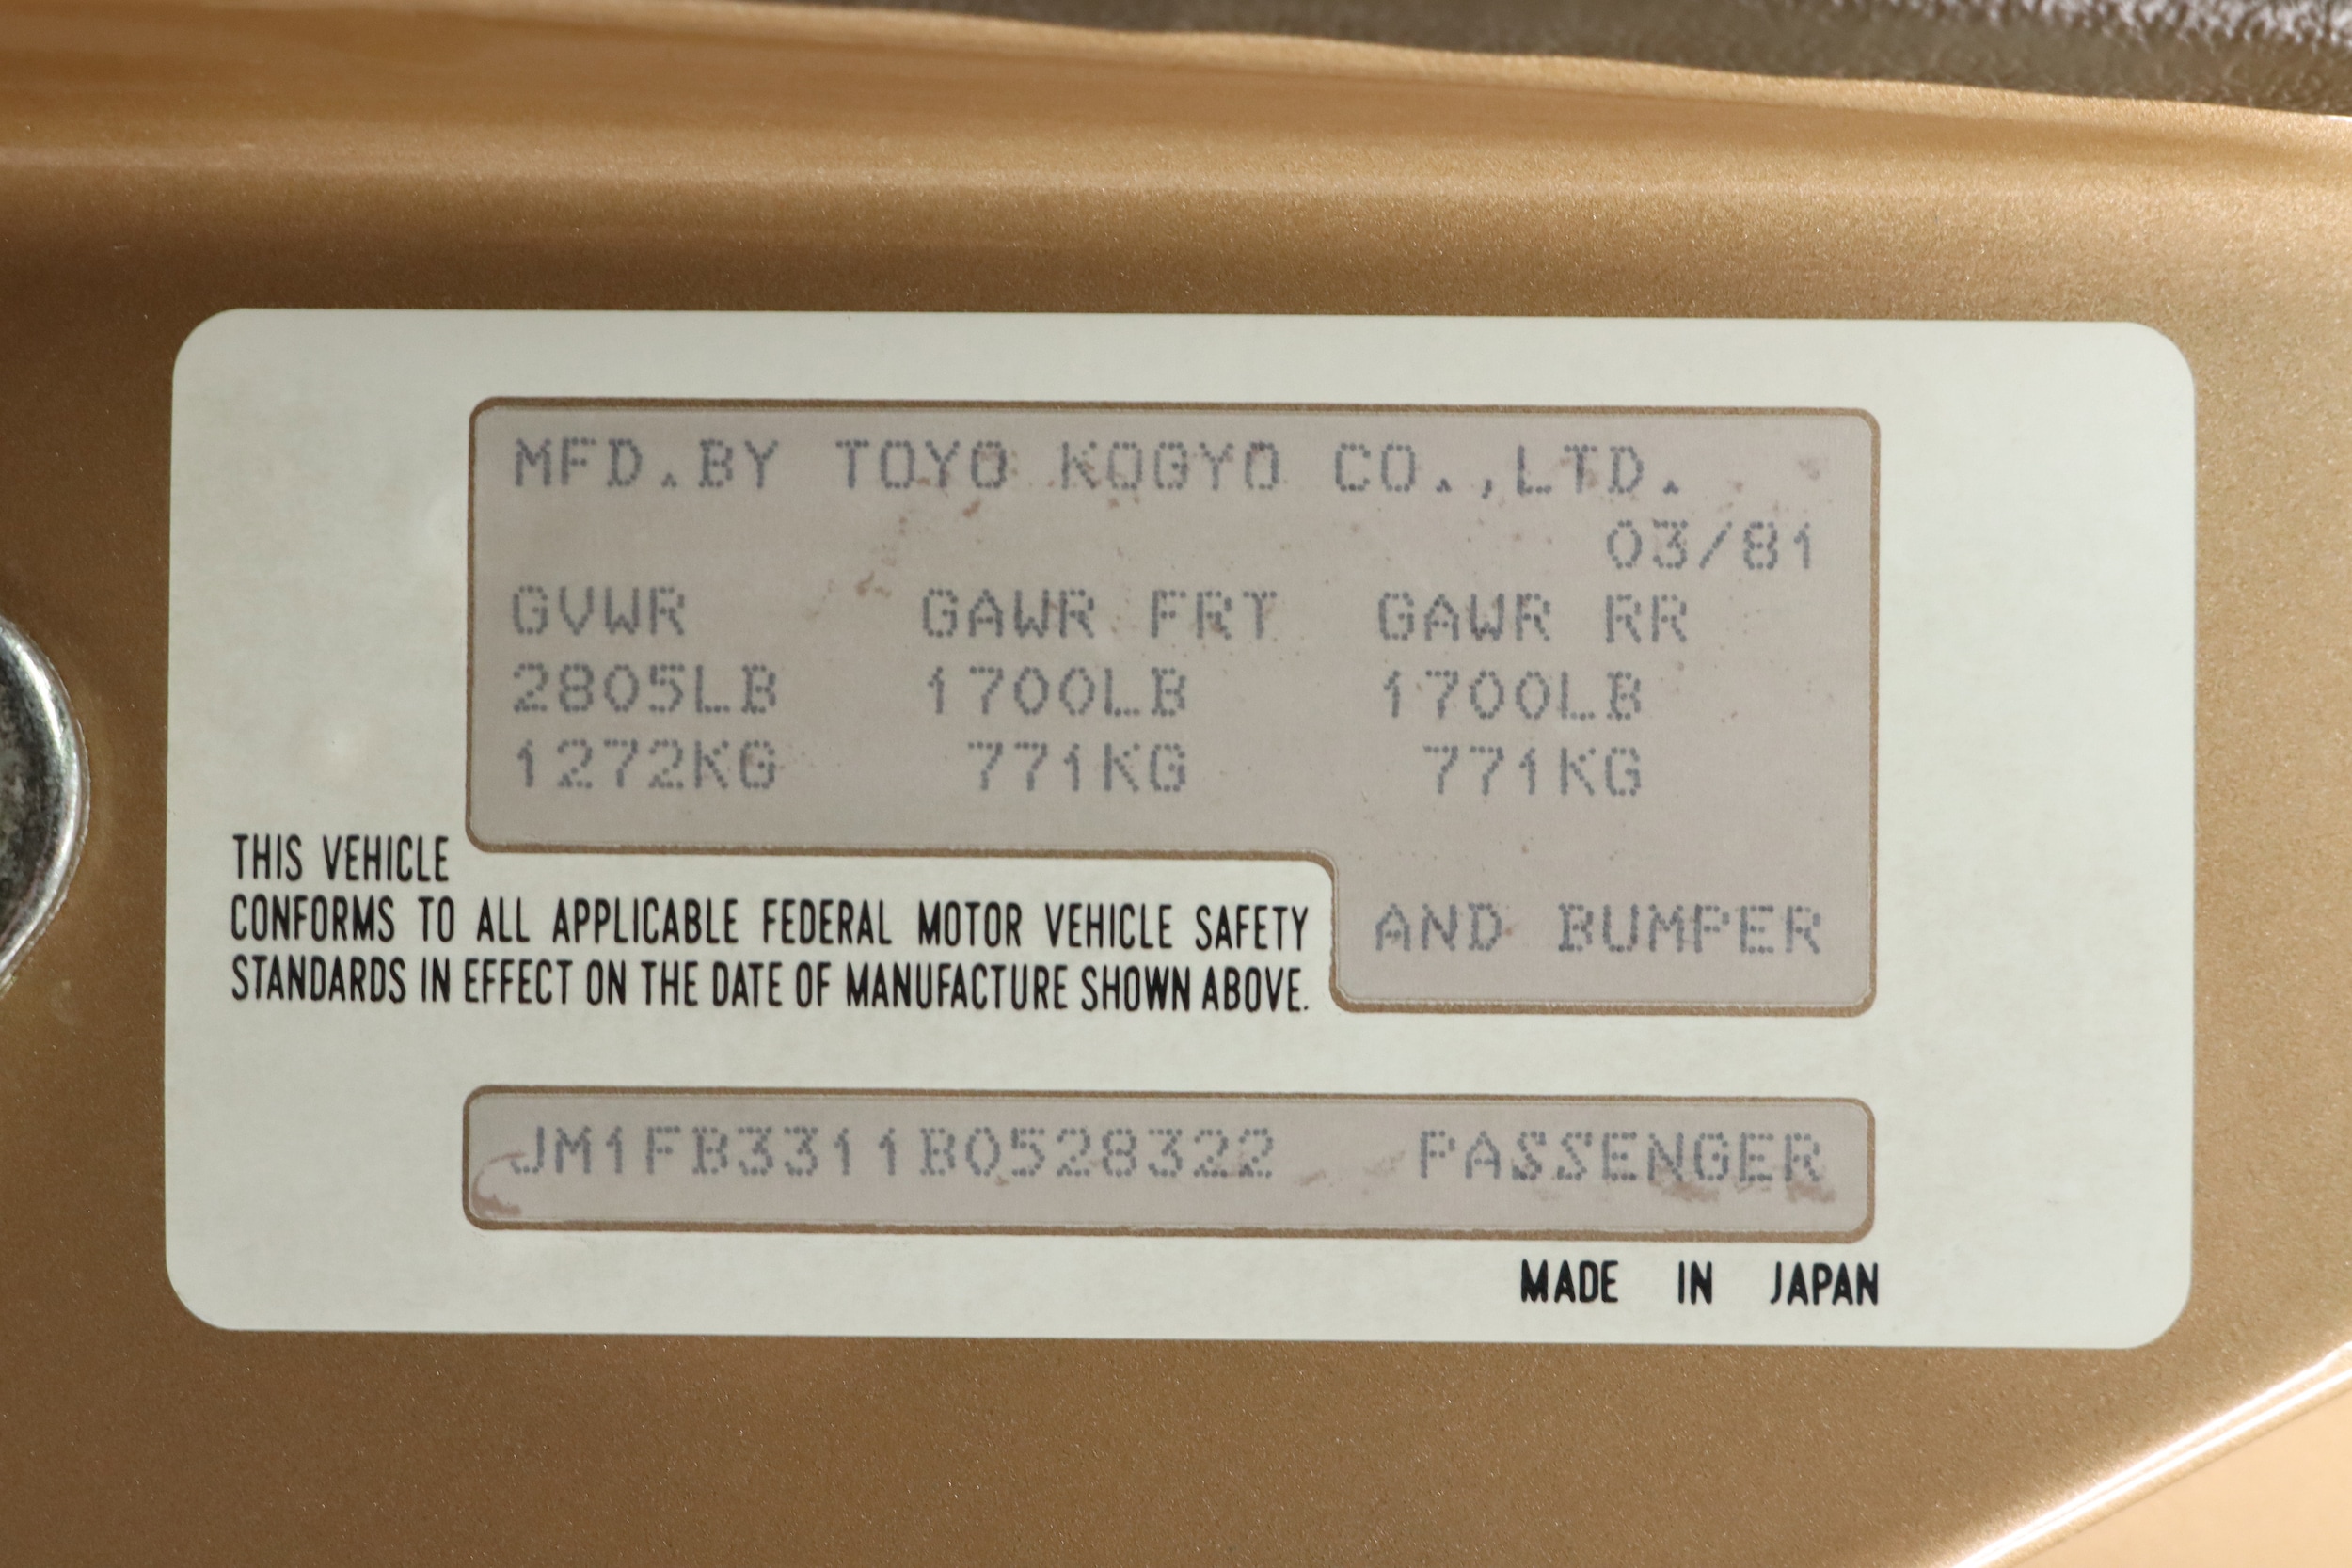 MFD.BY TOYO KOGYO CO.,LTD.
03/81
GVWR GAWR FRT GAWR RR
2805LB 1700LB 1700LB
1272KG 771KG 771KG
THIS VEHICLE
CONFORMS TO ALL APPLICABLE FEDERAL MOTOR VEHICLE SAFETY AND BUMPER
STANDARDS IN EFFECT ON THE DATE OF MANUFACTURE SHOWN ABOVE.
JM1FB3311B0528322 PASSENGER
MADE IN JAPAN